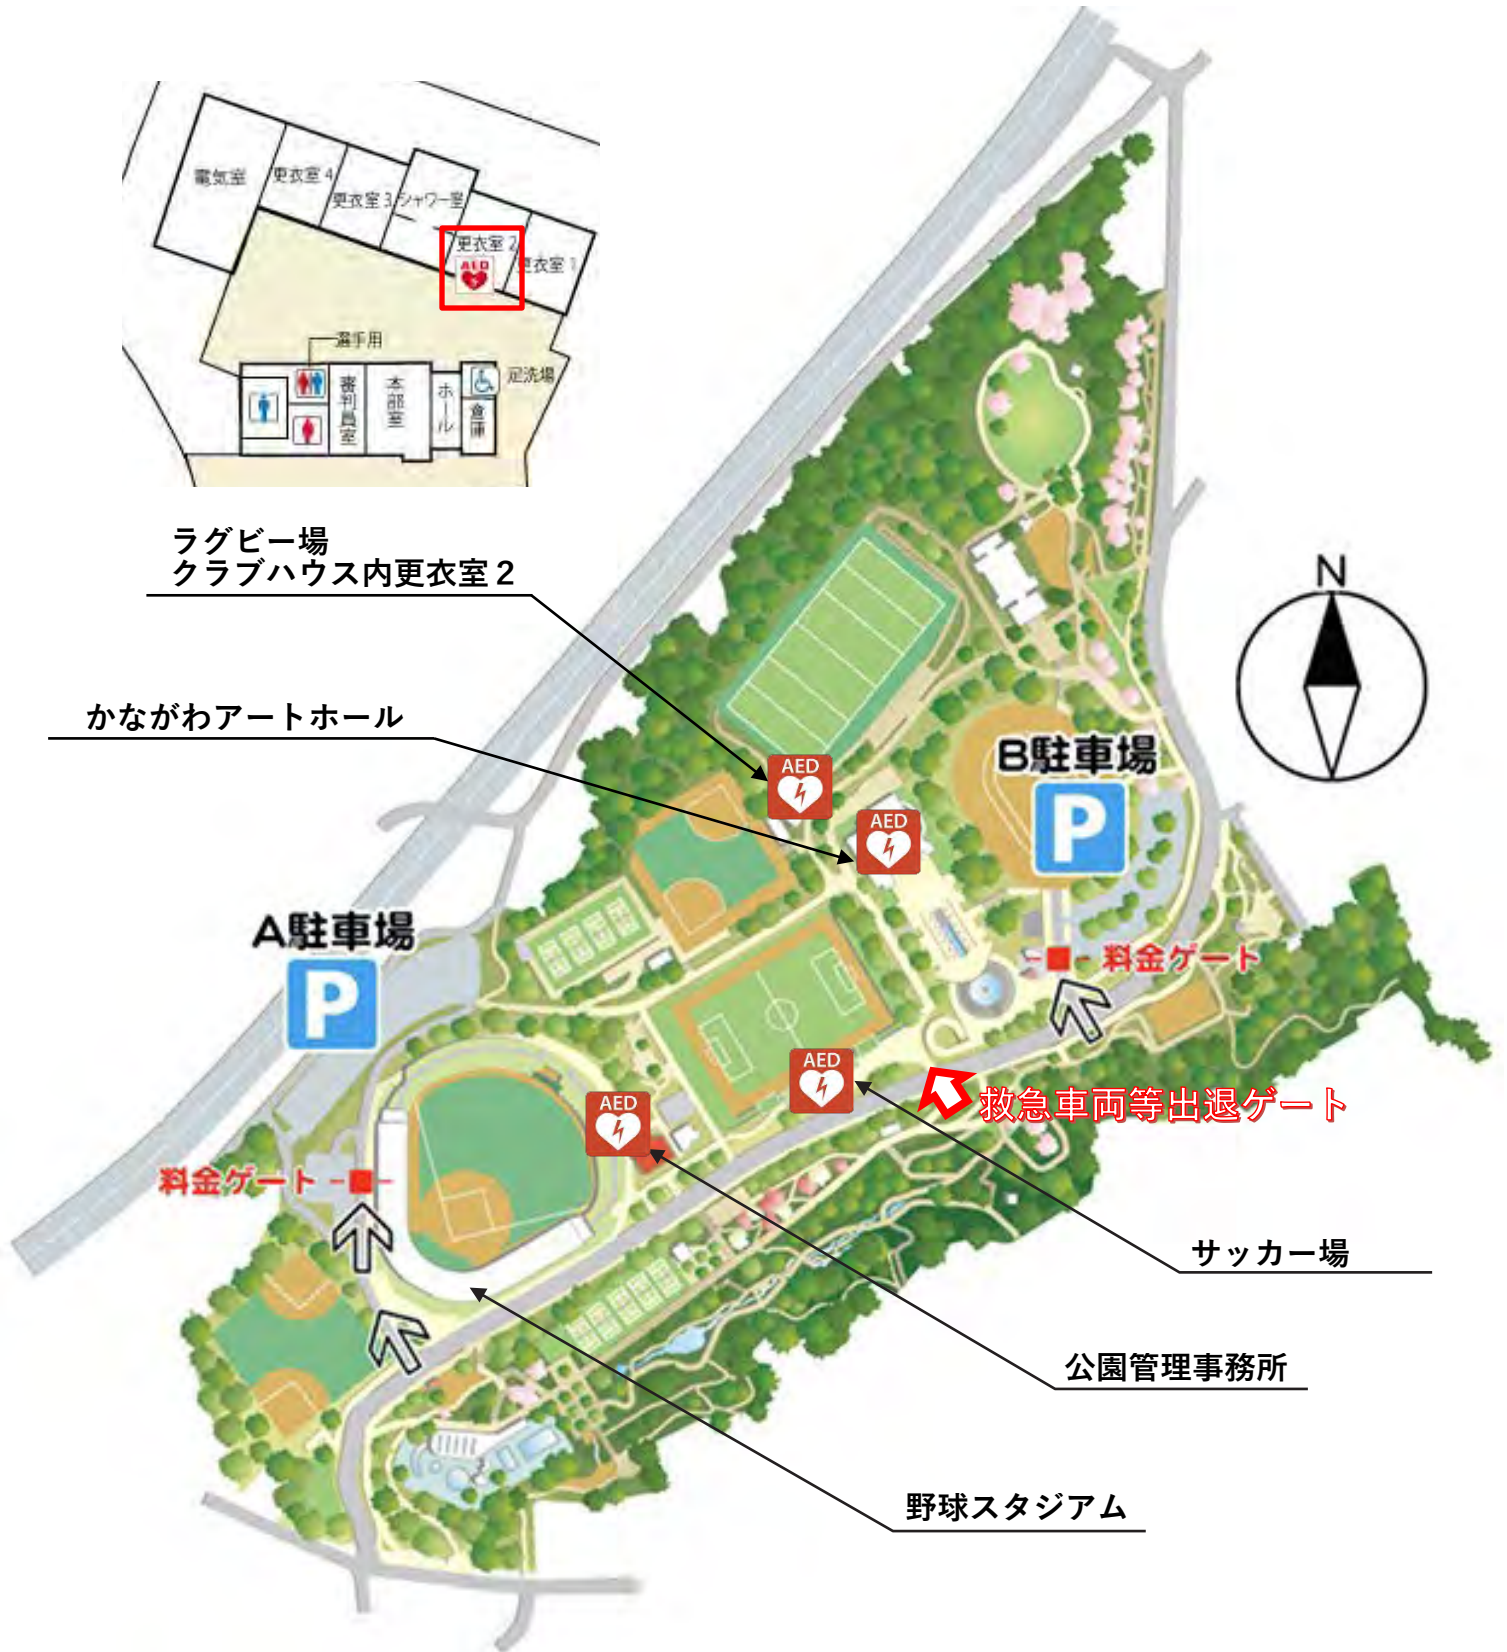 電気室
更衣室4
更衣室3
シャワー室
更衣室2
AED
更衣室1
選手用
審判員室
本部室
ホール
倉庫
足洗場
ラグビー場
クラブハウス内更衣室2
かながわアートホール
N
B駐車場
P
AED
AED
A駐車場
P
料金ゲート
AED
AED
救急車両等出退ゲート
料金ゲート
サッカー場
公園管理事務所
野球スタジアム